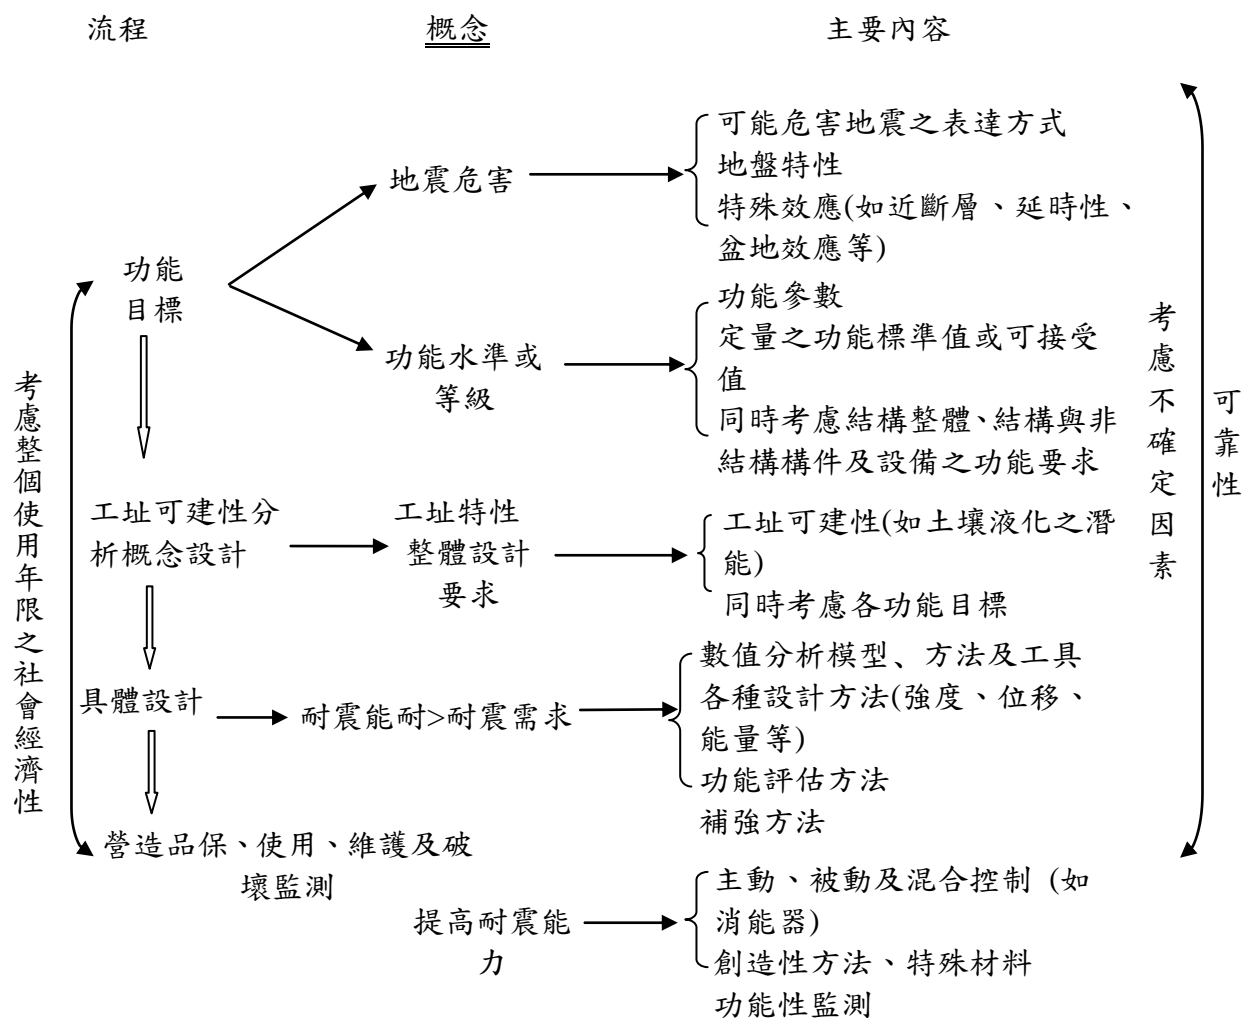 流程
概念
主要內容
可能危害地震之表達方式
地盤特性
特殊效應(如近斷層、延時性、
盆地效應等)
地震危害
功能
目標
功能水準或
等級
功能參數
定量之功能標準值或可接受
值
同時考慮結構整體、結構與非
結構構件及設備之功能要求
工址可建性分
析概念設計
工址特性
整體設計
要求
工址可建性(如土壤液化之潛
能)
同時考慮各功能目標
具體設計
耐震能耐>耐震需求
數值分析模型、方法及工具
各種設計方法(強度、位移、
能量等)
功能評估方法
補強方法
營造品保、使用、維護及破
壞監測
提高耐震能
力
主動、被動及混合控制 (如
消能器)
創造性方法、特殊材料
功能性監測
考慮整個使用年限之社會經濟性
考慮不確定因素
可靠性